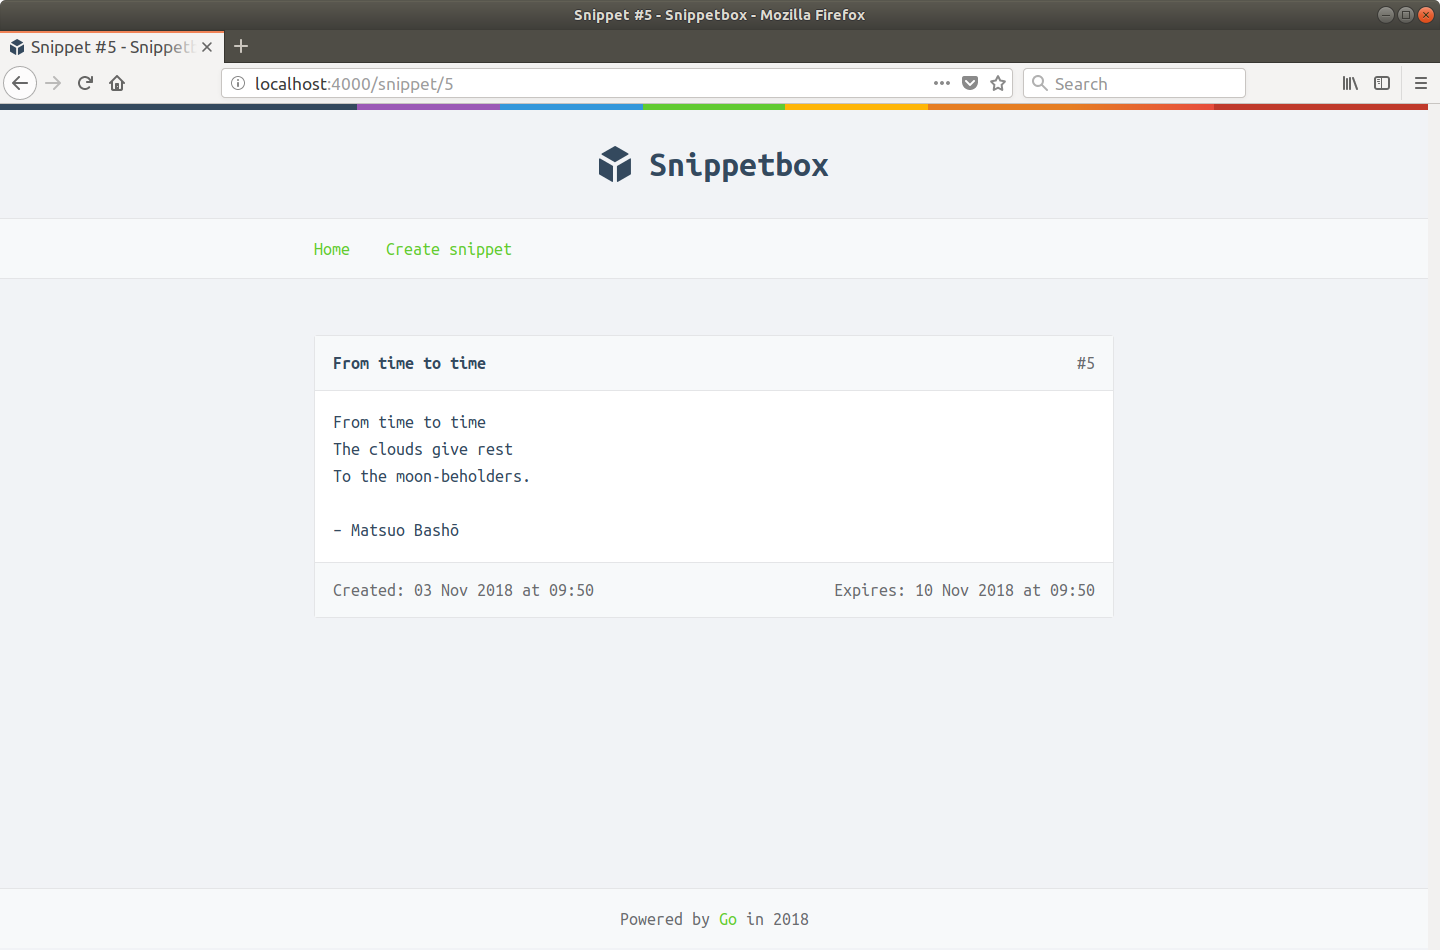 Snippet #5 - Snippetbox - Mozilla Firefox
Snippet #5 - Snippetb
localhost:4000/snippet/5
Search
Snippetbox
Home Create snippet
From time to time #5
From time to time
The clouds give rest
To the moon-beholders.
– Matsuo Bashō
Created: 03 Nov 2018 at 09:50 Expires: 10 Nov 2018 at 09:50
Powered by Go in 2018